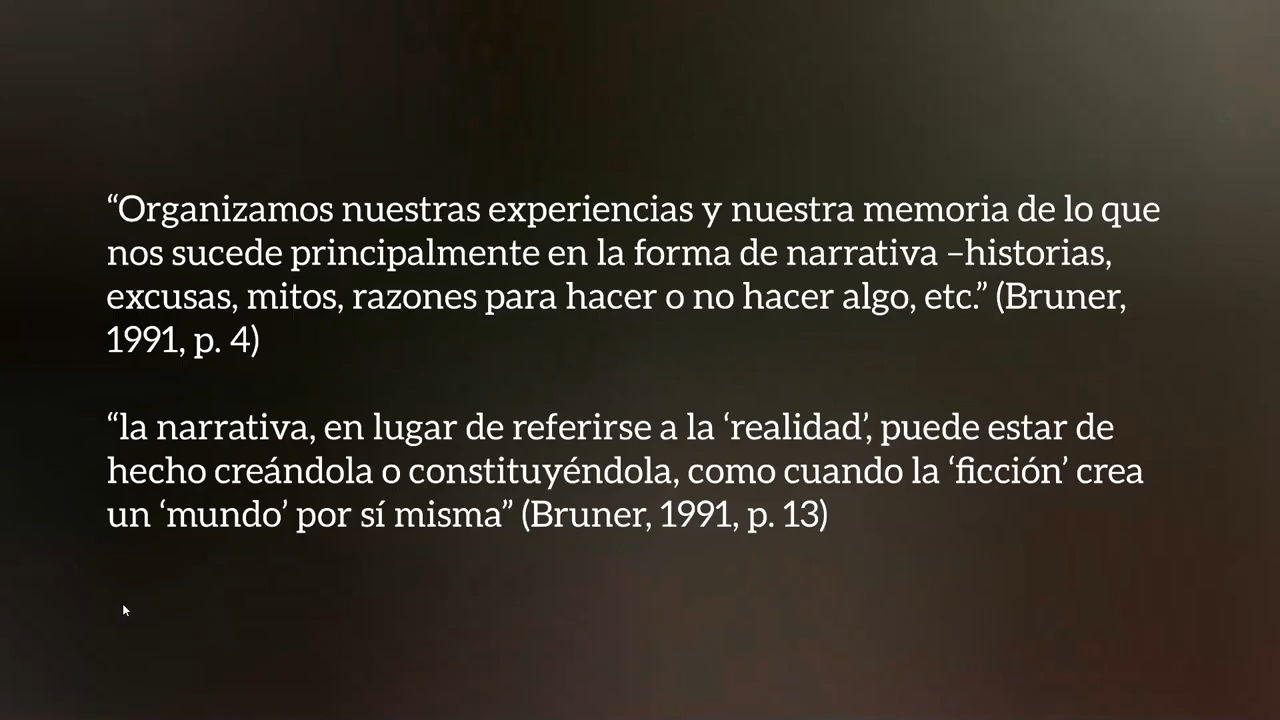 “Organizamos nuestras experiencias y nuestra memoria de lo que
nos sucede principalmente en la forma de narrativa –historias,
excusas, mitos, razones para hacer o no hacer algo, etc.” (Bruner,
1991, p. 4)
“la narrativa, en lugar de referirse a la ‘realidad’, puede estar de
hecho creándola o constituyéndola, como cuando la ‘ficción’ crea
un ‘mundo’ por sí misma” (Bruner, 1991, p. 13)